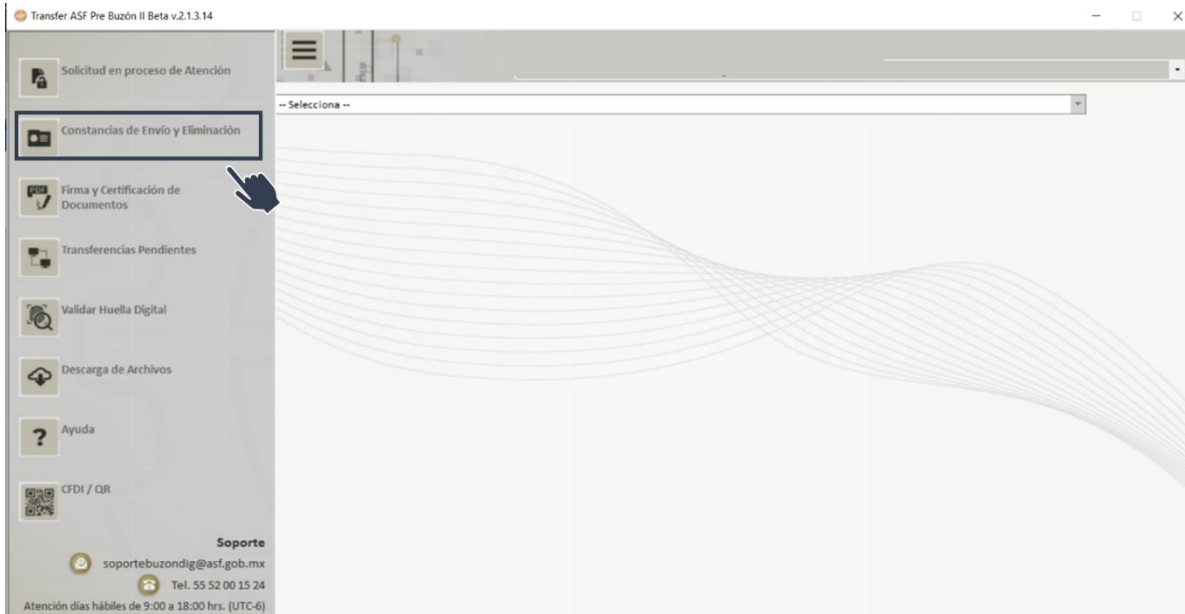 Transfer ASF Pre Buzón II Beta v.2.1.3.14
Solicitud en proceso de Atención
-- Selecciona --
Constancias de Envío y Eliminación
PDF
Firma y Certificación de
Documentos
Transferencias Pendientes
Validar Huella Digital
Descarga de Archivos
Ayuda
CFDI / QR
Soporte
soportebuzondig@asf.gob.mx
Tel. 55 52 00 15 24
Atención días hábiles de 9:00 a 18:00 hrs. (UTC-6)